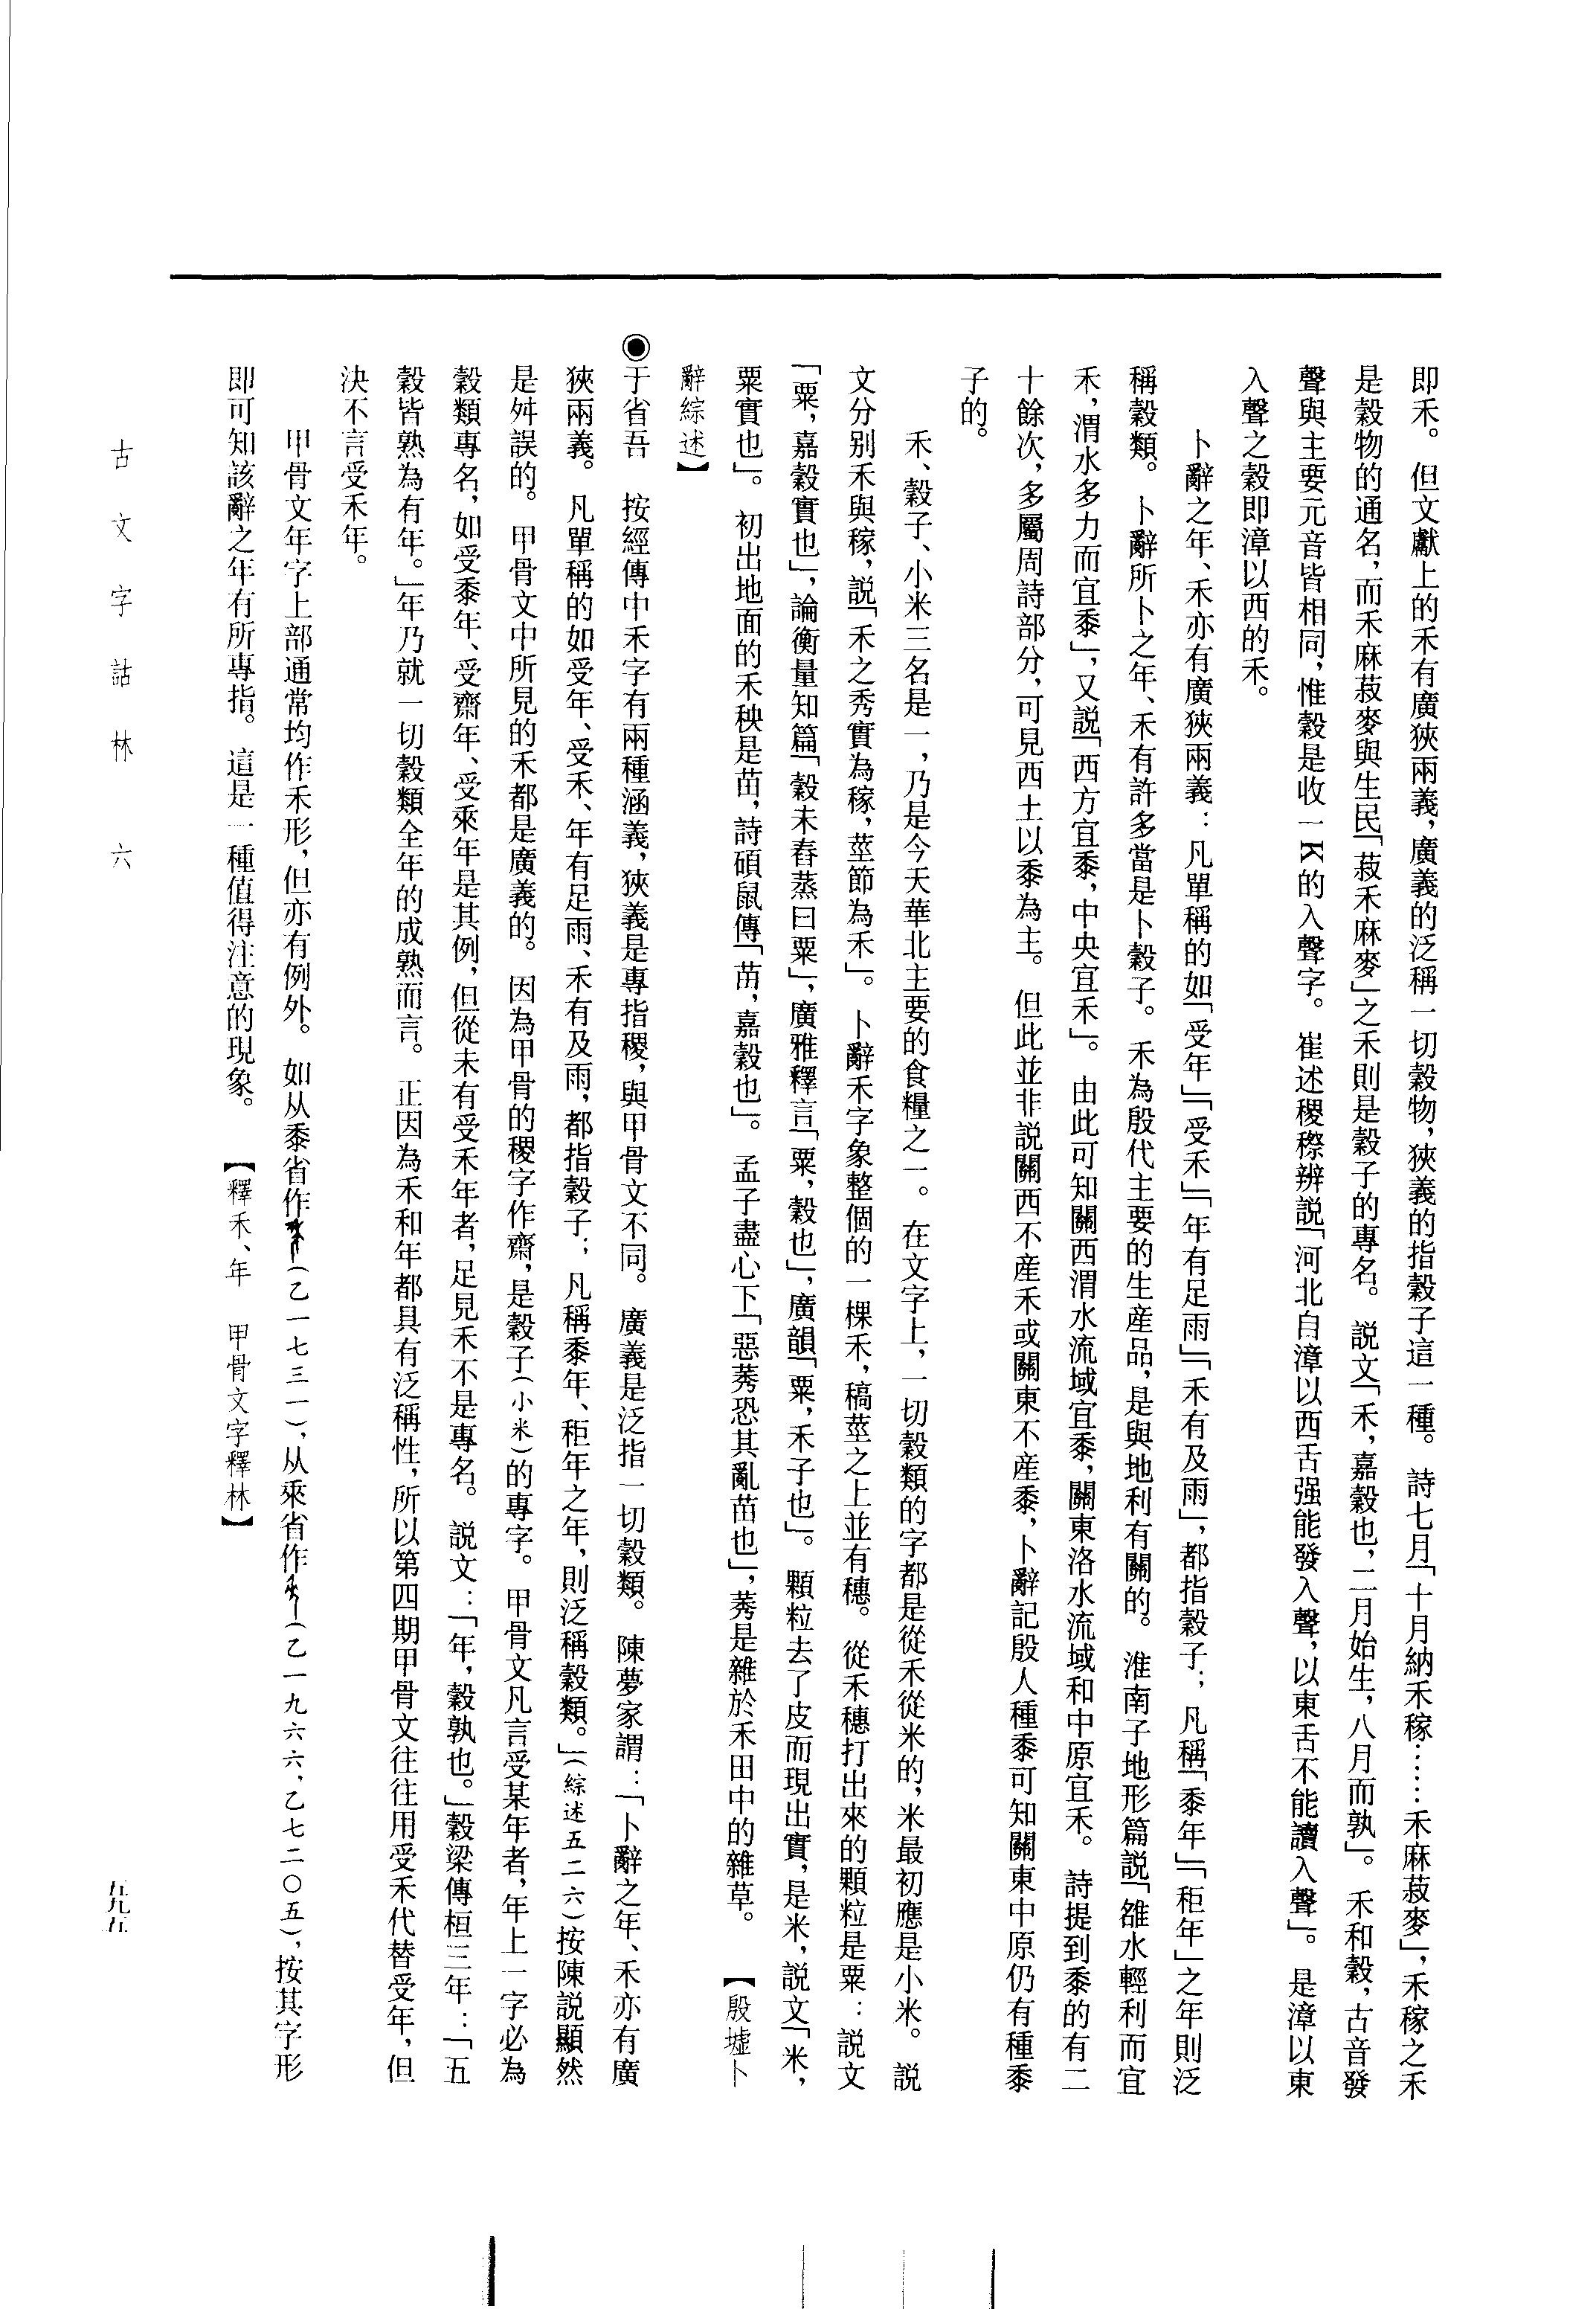 即禾。但文獻上的禾有廣狹兩義，廣義的泛稱一切穀物，狹義的指穀子這一種。詩七月「十月納禾稼……禾麻菽麥」，禾稼之禾
是穀物的通名，而禾麻菽麥與生民「菽禾麻麥」之禾則是穀子的專名。説文「禾，嘉穀也，二月始生，八月而孰」。禾和穀，古音發
聲與主要元音皆相同，惟穀是收一K的入聲字。崔述稷穄辨説「河北自漳以西舌强能發入聲，以東舌不能讀入聲」。是漳以東
入聲之穀即漳以西的禾。
卜辭之年、禾亦有廣狹兩義：凡單稱的如「受年」「受禾」「年有足雨」「禾有及雨」，都指穀子；凡稱「黍年」「秬年」之年則泛
稱穀類。卜辭所卜之年、禾有許多當是卜穀子。禾為殷代主要的生産品，是與地利有關的。淮南子地形篇説「雒水輕利而宜
禾，渭水多力而宜黍」，又説「西方宜黍，中央宜禾」。由此可知關西渭水流域宜黍，關東洛水流域和中原宜禾。詩提到黍的有二
十餘次，多屬周詩部分，可見西土以黍為主。但此並非説關西不産禾或關東不産黍，卜辭記殷人種黍可知關東中原仍有種黍
子的。
禾、穀子、小米三名是一，乃是今天華北主要的食糧之一。在文字上，一切穀類的字都是從禾從米的，米最初應是小米。説
文分别禾與稼，説「禾之秀實為稼，莖節為禾」。卜辭禾字象整個的一棵禾，稿莖之上並有穗。從禾穗打出來的顆粒是粟：説文
「粟，嘉穀實也」，論衡量知篇「穀未舂蒸曰粟」，廣雅釋言「粟，穀也」，廣韻「粟，禾子也」。顆粒去了皮而現出實，是米，説文「米，
粟實也」。初出地面的禾秧是苗，詩碩鼠傳「苗，嘉穀也」。孟子盡心下「惡莠恐其亂苗也」，莠是雜於禾田中的雜草。【殷墟卜
辭綜述】
◉于省吾　按經傳中禾字有兩種涵義，狹義是專指稷，與甲骨文不同。廣義是泛指一切穀類。陳夢家謂：「卜辭之年、禾亦有廣
狹兩義。凡單稱的如受年、受禾、年有足雨、禾有及雨，都指穀子；凡稱黍年、秬年之年，則泛稱穀類。」（綜述五二六）按陳説顯然
是舛誤的。甲骨文中所見的禾都是廣義的。因為甲骨的稷字作齋，是穀子（小米）的專字。甲骨文凡言受某年者，年上一字必為
穀類專名，如受黍年、受齋年、受來年是其例，但從未有受禾年者，足見禾不是專名。説文：「年，穀孰也。」穀梁傳桓三年：「五
穀皆熟為有年。」年乃就一切穀類全年的成熟而言。正因為禾和年都具有泛稱性，所以第四期甲骨文往往用受禾代替受年，但
決不言受禾年。
甲骨文年字上部通常均作禾形，但亦有例外。如从黍省作（乙一七三一），从來省作（乙一九六六，乙七二〇五），按其字形
即可知該辭之年有所專指。這是一種值得注意的現象。【釋禾、年　甲骨文字釋林】
古文字詁林　六
五九五